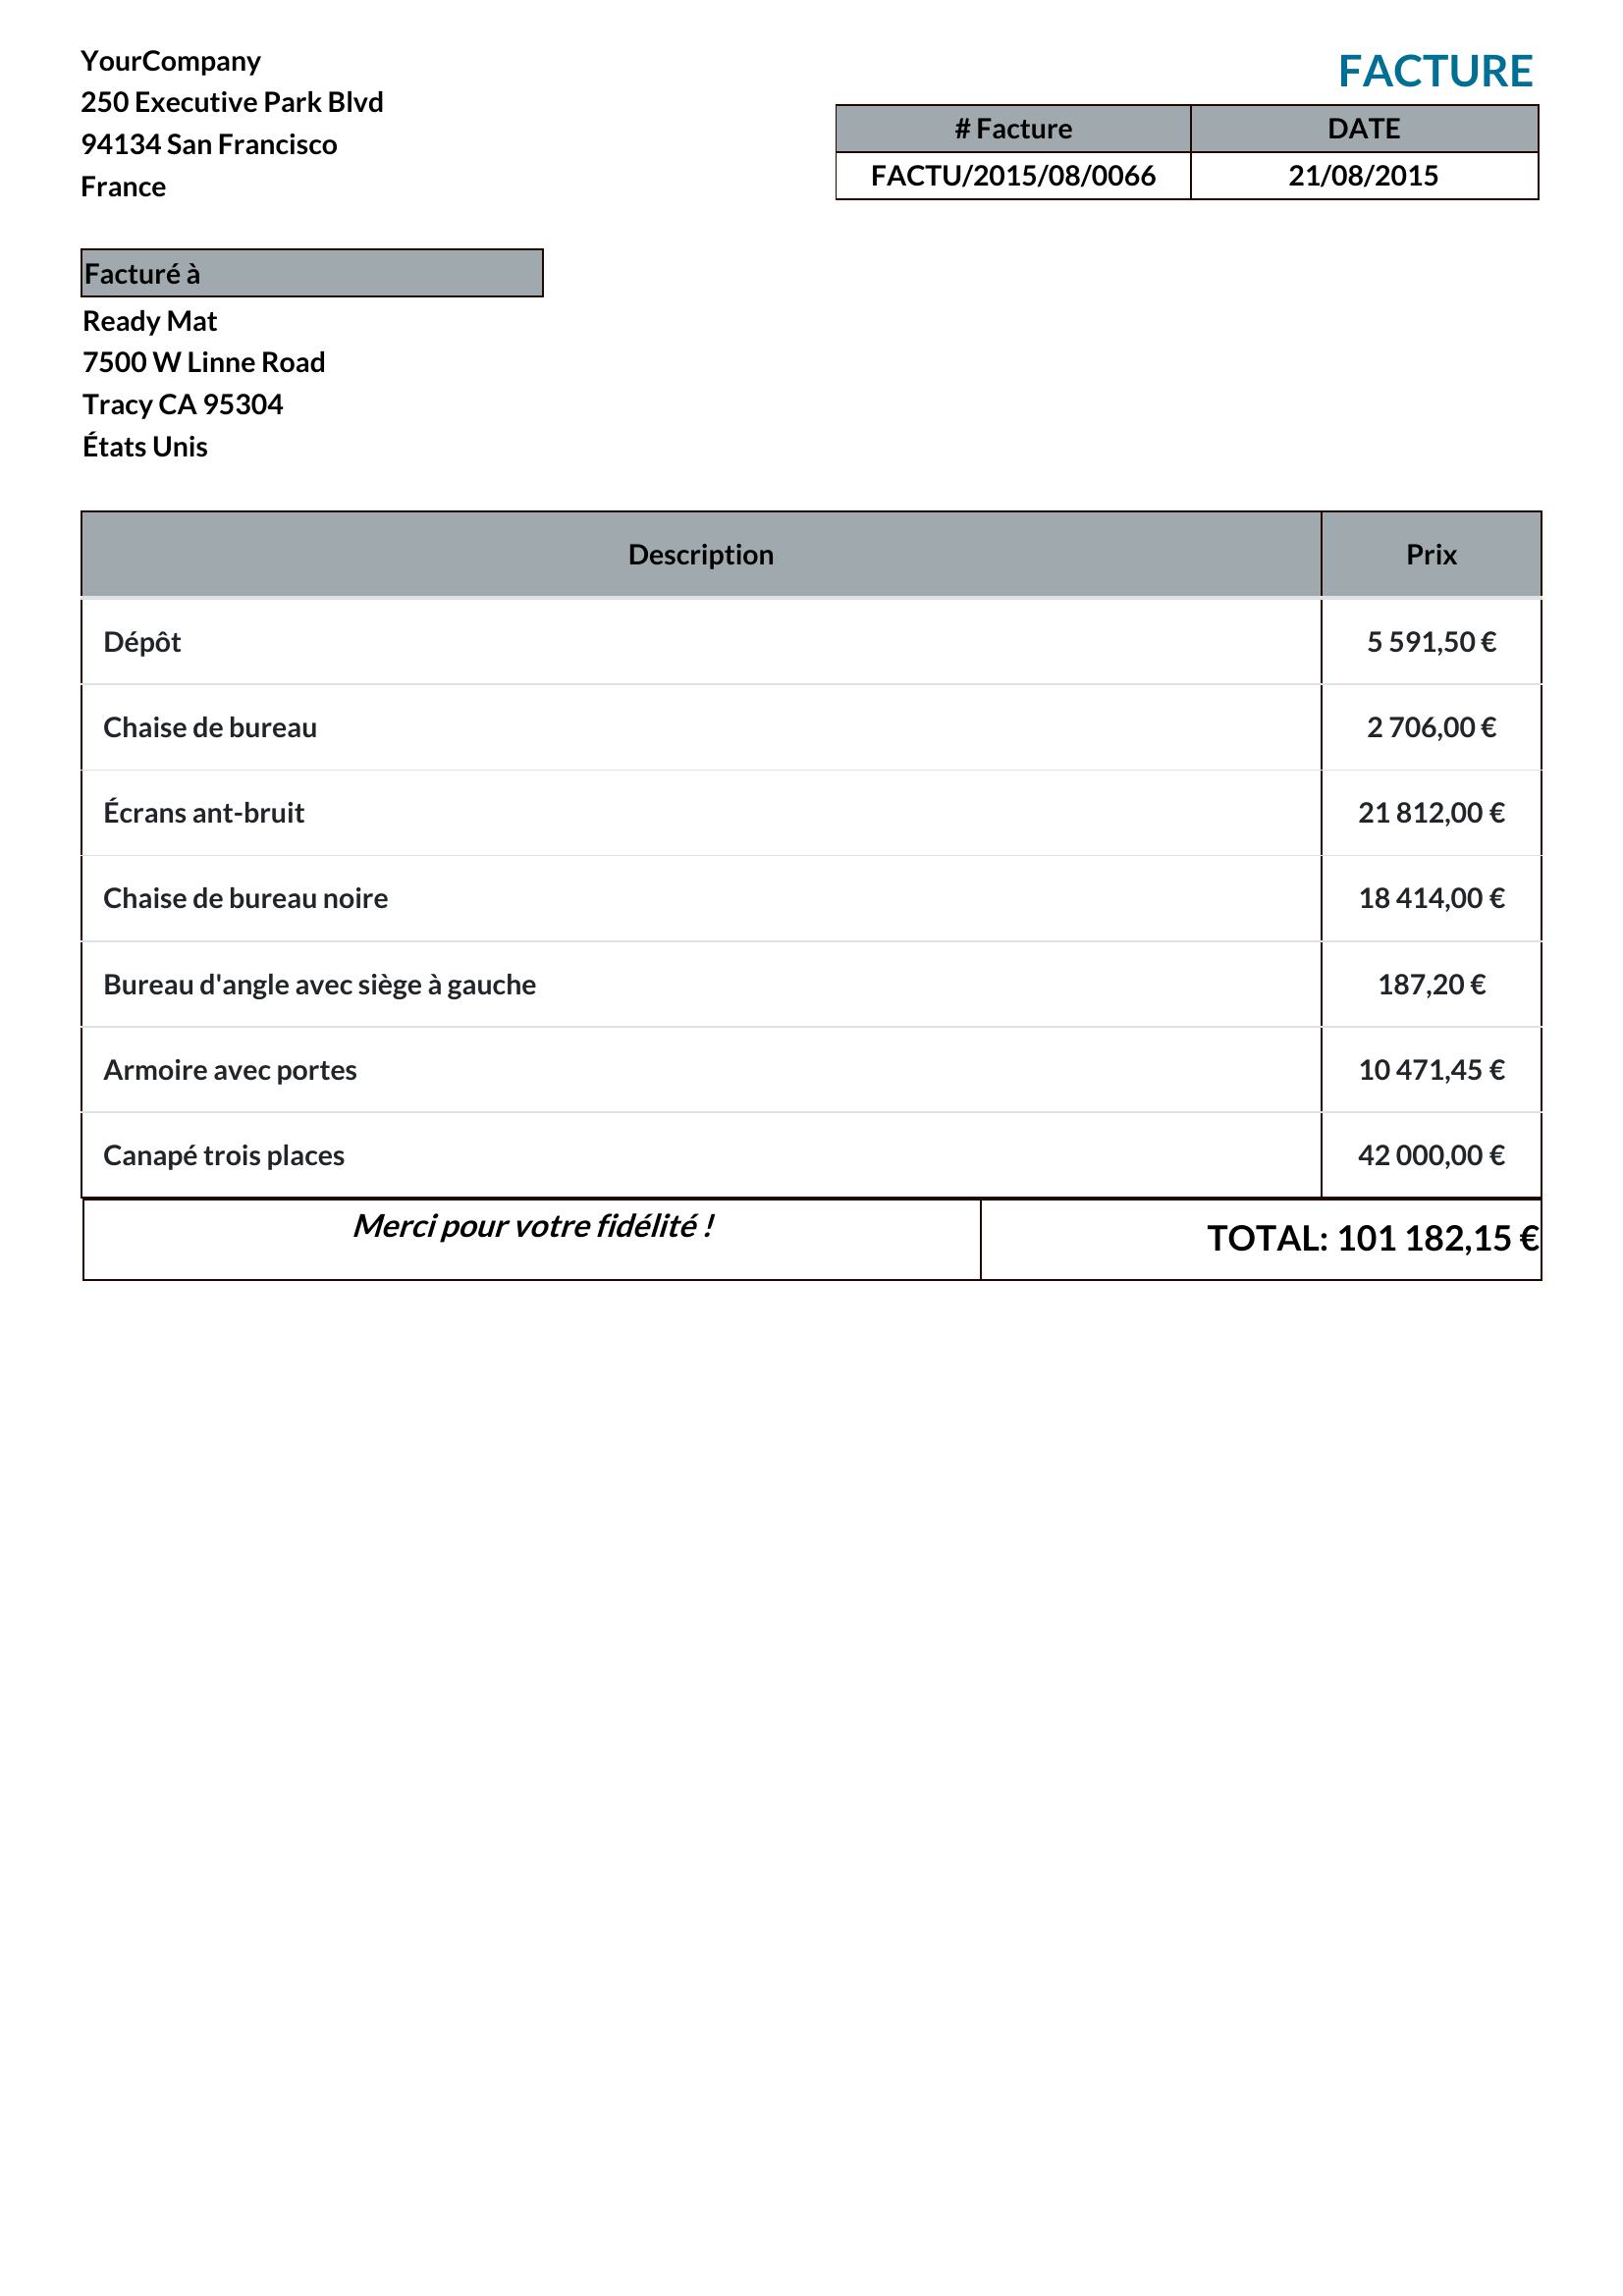 YourCompany
250 Executive Park Blvd
94134 San Francisco
France
FACTURE
# Facture DATE
FACTU/2015/08/0066 21/08/2015
Facturé à
Ready Mat
7500 W Linne Road
Tracy CA 95304
États Unis
Description Prix
Dépôt 5 591,50 €
Chaise de bureau 2 706,00 €
Écrans ant-bruit 21 812,00 €
Chaise de bureau noire 18 414,00 €
Bureau d'angle avec siège à gauche 187,20 €
Armoire avec portes 10 471,45 €
Canapé trois places 42 000,00 €
Merci pour votre fidélité ! TOTAL: 101 182,15 €